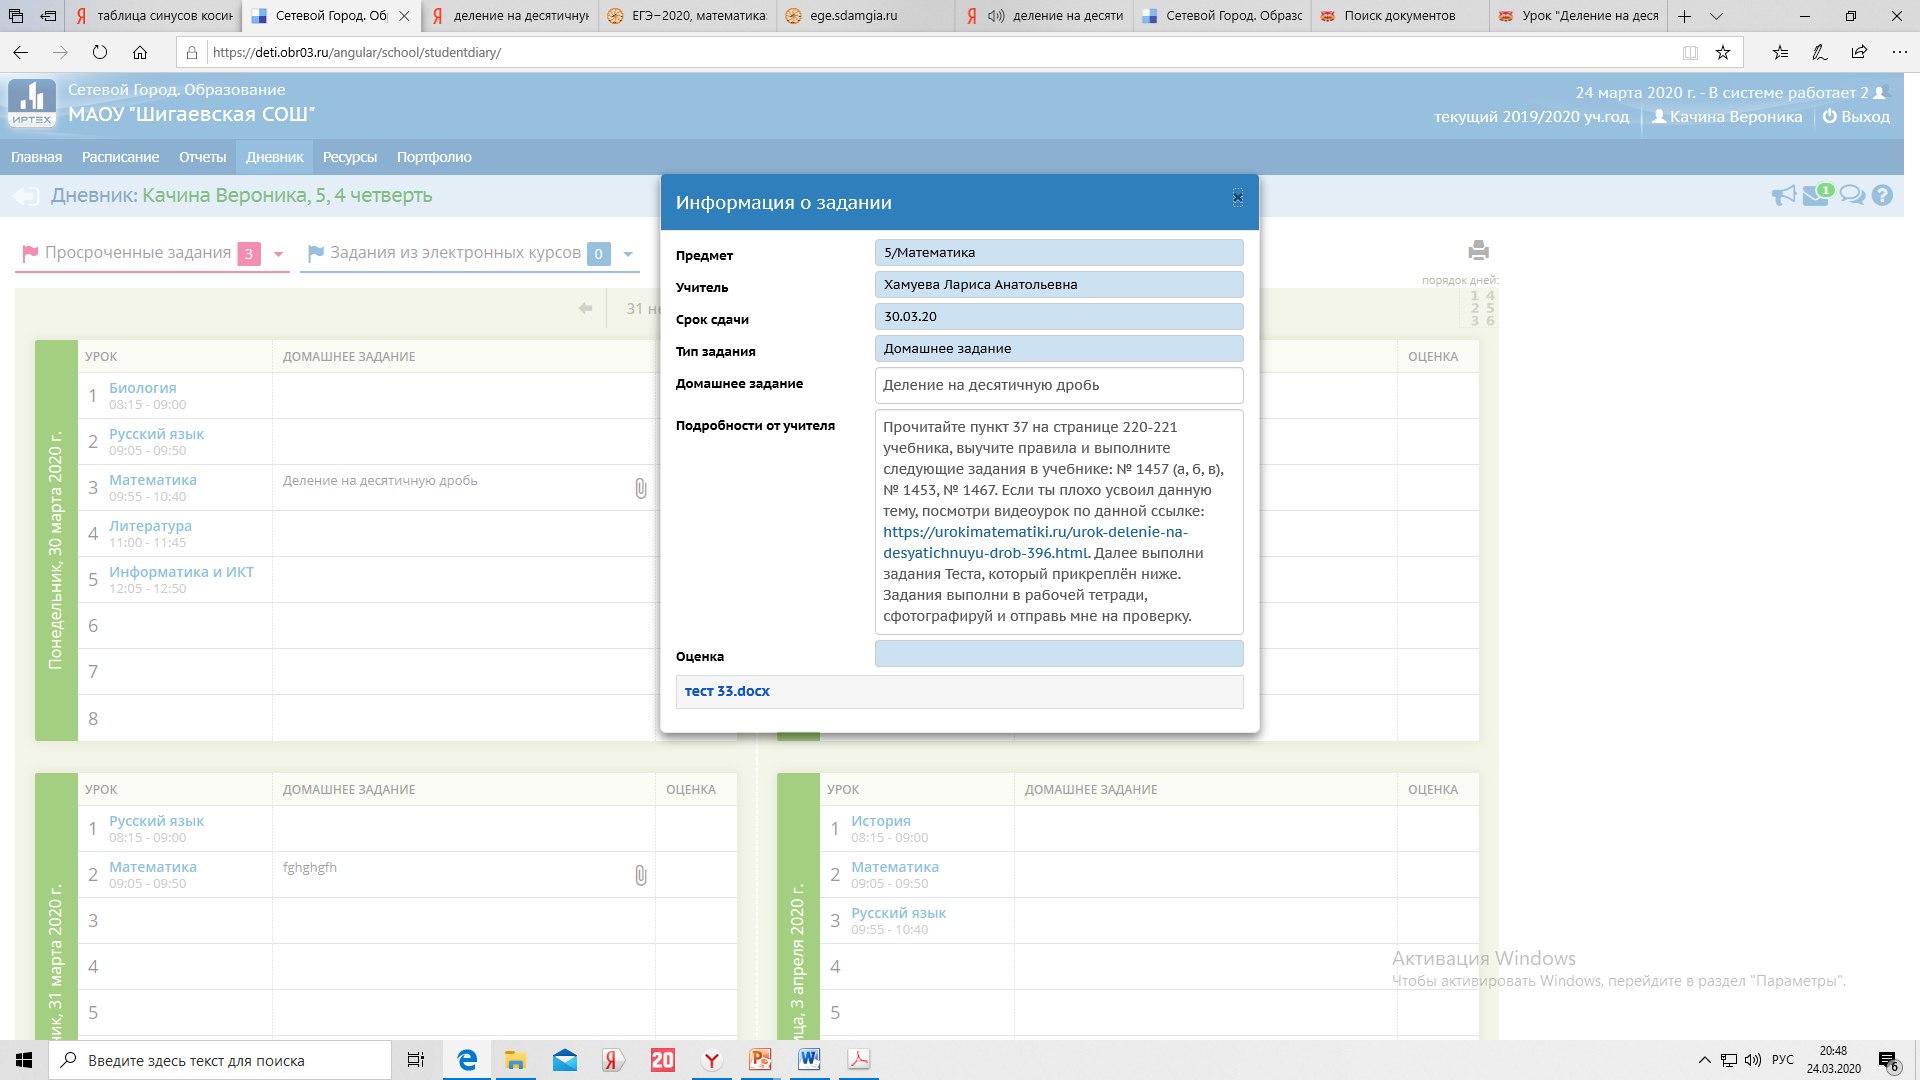 таблица синусов косин
Сетевой Город. Об
деление на десятичную
ЕГЭ–2020, математика:
ege.sdamgia.ru
деление на десяти
Сетевой Город. Образо
Поиск документов
Урок "Деление на деся
https://deti.obr03.ru/angular/school/studentdiary/
ИРТЕХ
Сетевой Город. Образование
МАОУ "Шигаевская СОШ"
24 марта 2020 г. - В системе работает 2
текущий 2019/2020 уч.год
Качина Вероника
Выход
Главная
Расписание
Отчеты
Дневник
Ресурсы
Портфолио
Дневник: Качина Вероника, 5, 4 четверть
1
Просроченные задания 3
Задания из электронных курсов 0
порядок дней:
1 4
2 5
3 6
31 не
Информация о задании
Предмет
5/Математика
Учитель
Хамуева Лариса Анатольевна
Срок сдачи
30.03.20
Тип задания
Домашнее задание
Домашнее задание
Деление на десятичную дробь
Подробности от учителя
Прочитайте пункт 37 на странице 220-221
учебника, выучите правила и выполните
следующие задания в учебнике: № 1457 (а, б, в),
№ 1453, № 1467. Если ты плохо усвоил данную
тему, посмотри видеоурок по данной ссылке:
https://urokimatematiki.ru/urok-delenie-na-
desyatichnuyu-drob-396.html. Далее выполни
задания Теста, который прикреплён ниже.
Задания выполни в рабочей тетради,
сфотографируй и отправь мне на проверку.
Оценка
тест 33.docx
Понедельник, 30 марта 2020 г.
УРОК
ДОМАШНЕЕ ЗАДАНИЕ
ОЦЕНКА
1 Биология
08:15 - 09:00
2 Русский язык
09:05 - 09:50
3 Математика
09:55 - 10:40
Деление на десятичную дробь
4 Литература
11:00 - 11:45
5 Информатика и ИКТ
12:05 - 12:50
6
7
8
ник, 31 марта 2020 г.
УРОК
ДОМАШНЕЕ ЗАДАНИЕ
ОЦЕНКА
1 Русский язык
08:15 - 09:00
2 Математика
09:05 - 09:50
fghghgfh
3
4
5
ица, 3 апреля 2020 г.
УРОК
ДОМАШНЕЕ ЗАДАНИЕ
ОЦЕНКА
1 История
08:15 - 09:00
2 Математика
09:05 - 09:50
3 Русский язык
09:55 - 10:40
4
5
Активация Windows
Чтобы активировать Windows, перейдите в раздел "Параметры".
Введите здесь текст для поиска
20
РУС
20:48
24.03.2020
6